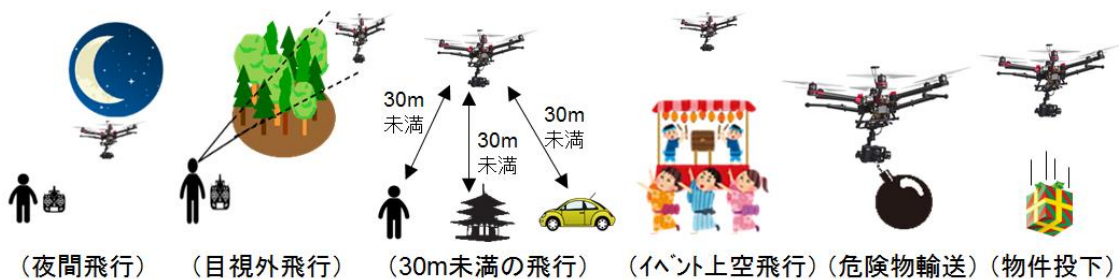 30m
未満
30m
未満
30m
未満
（夜間飛行）
（目視外飛行）
（30m未満の飛行）
（ｲﾍﾞﾝﾄ上空飛行）
（危険物輸送）
（物件投下）